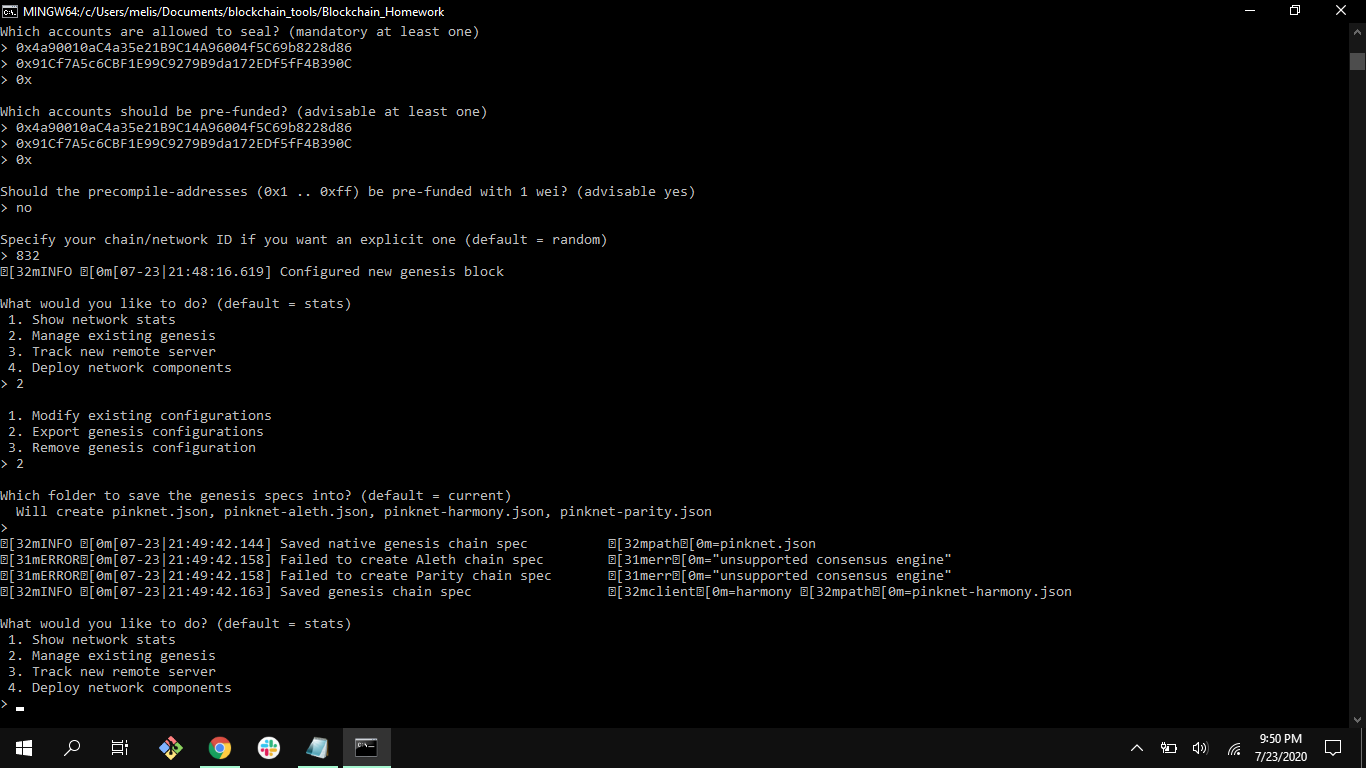 MINGW64:/c/Users/melis/Documents/blockchain_tools/Blockchain_Homework
Which accounts are allowed to seal? (mandatory at least one)
> 0x4a90010aC4a35e21B9C14A96004f5C69b8228d86
> 0x91Cf7A5c6CBF1E99C9279B9da172EDf5fF4B390C
> 0x
Which accounts should be pre-funded? (advisable at least one)
> 0x4a90010aC4a35e21B9C14A96004f5C69b8228d86
> 0x91Cf7A5c6CBF1E99C9279B9da172EDf5fF4B390C
> 0x
Should the precompile-addresses (0x1 .. 0xff) be pre-funded with 1 wei? (advisable yes)
> no
Specify your chain/network ID if you want an explicit one (default = random)
> 832
[32mINFO [0m[07-23|21:48:16.619] Configured new genesis block
What would you like to do? (default = stats)
1. Show network stats
2. Manage existing genesis
3. Track new remote server
4. Deploy network components
> 2
1. Modify existing configurations
2. Export genesis configurations
3. Remove genesis configuration
> 2
Which folder to save the genesis specs into? (default = current)
Will create pinknet.json, pinknet-aleth.json, pinknet-harmony.json, pinknet-parity.json
>
[32mINFO [0m[07-23|21:49:42.144] Saved native genesis chain spec [32mpath[0m=pinknet.json
[31mERROR[0m[07-23|21:49:42.158] Failed to create Aleth chain spec [31merr[0m="unsupported consensus engine"
[31mERROR[0m[07-23|21:49:42.158] Failed to create Parity chain spec [31merr[0m="unsupported consensus engine"
[32mINFO [0m[07-23|21:49:42.163] Saved genesis chain spec [32mclient[0m=harmony [32mpath[0m=pinknet-harmony.json
What would you like to do? (default = stats)
1. Show network stats
2. Manage existing genesis
3. Track new remote server
4. Deploy network components
>
9:50 PM
7/23/2020